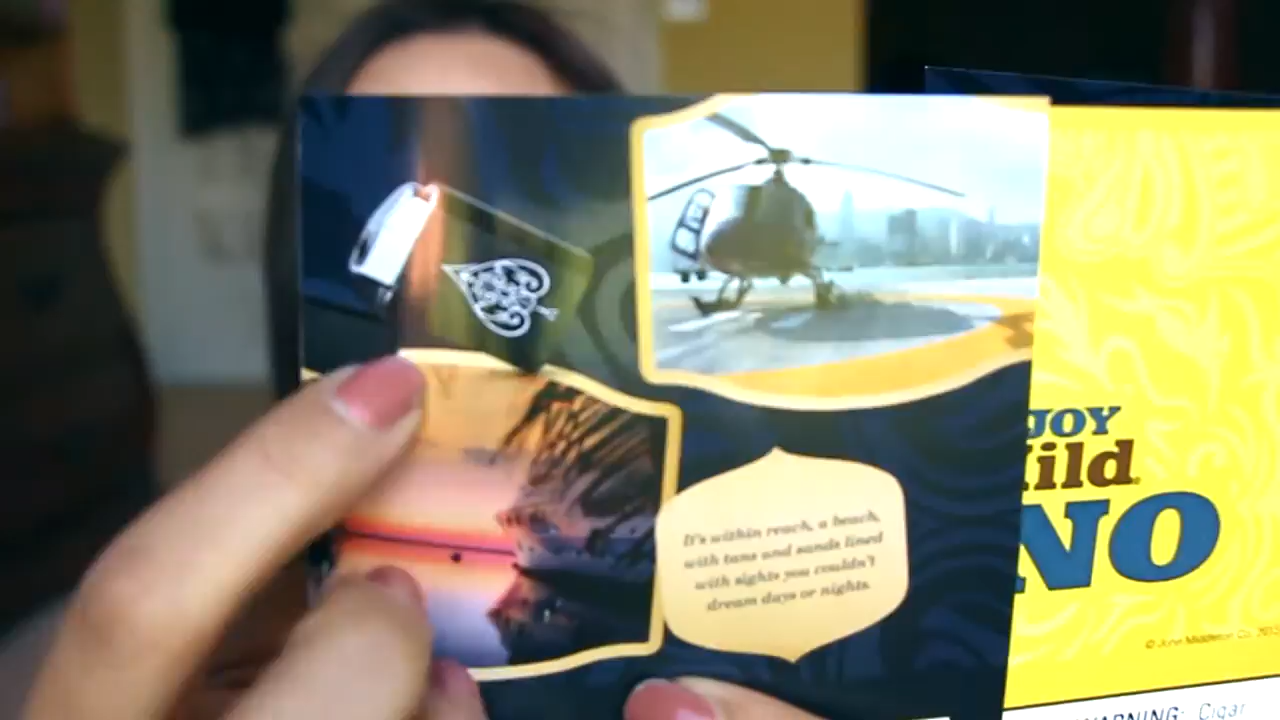 It's within reach, a beach,
with tans and sands lined
with sights you couldn't
dream days or nights.
JOY
ild
NO
© John Middleton Co. 2013
WARNING: Cigar